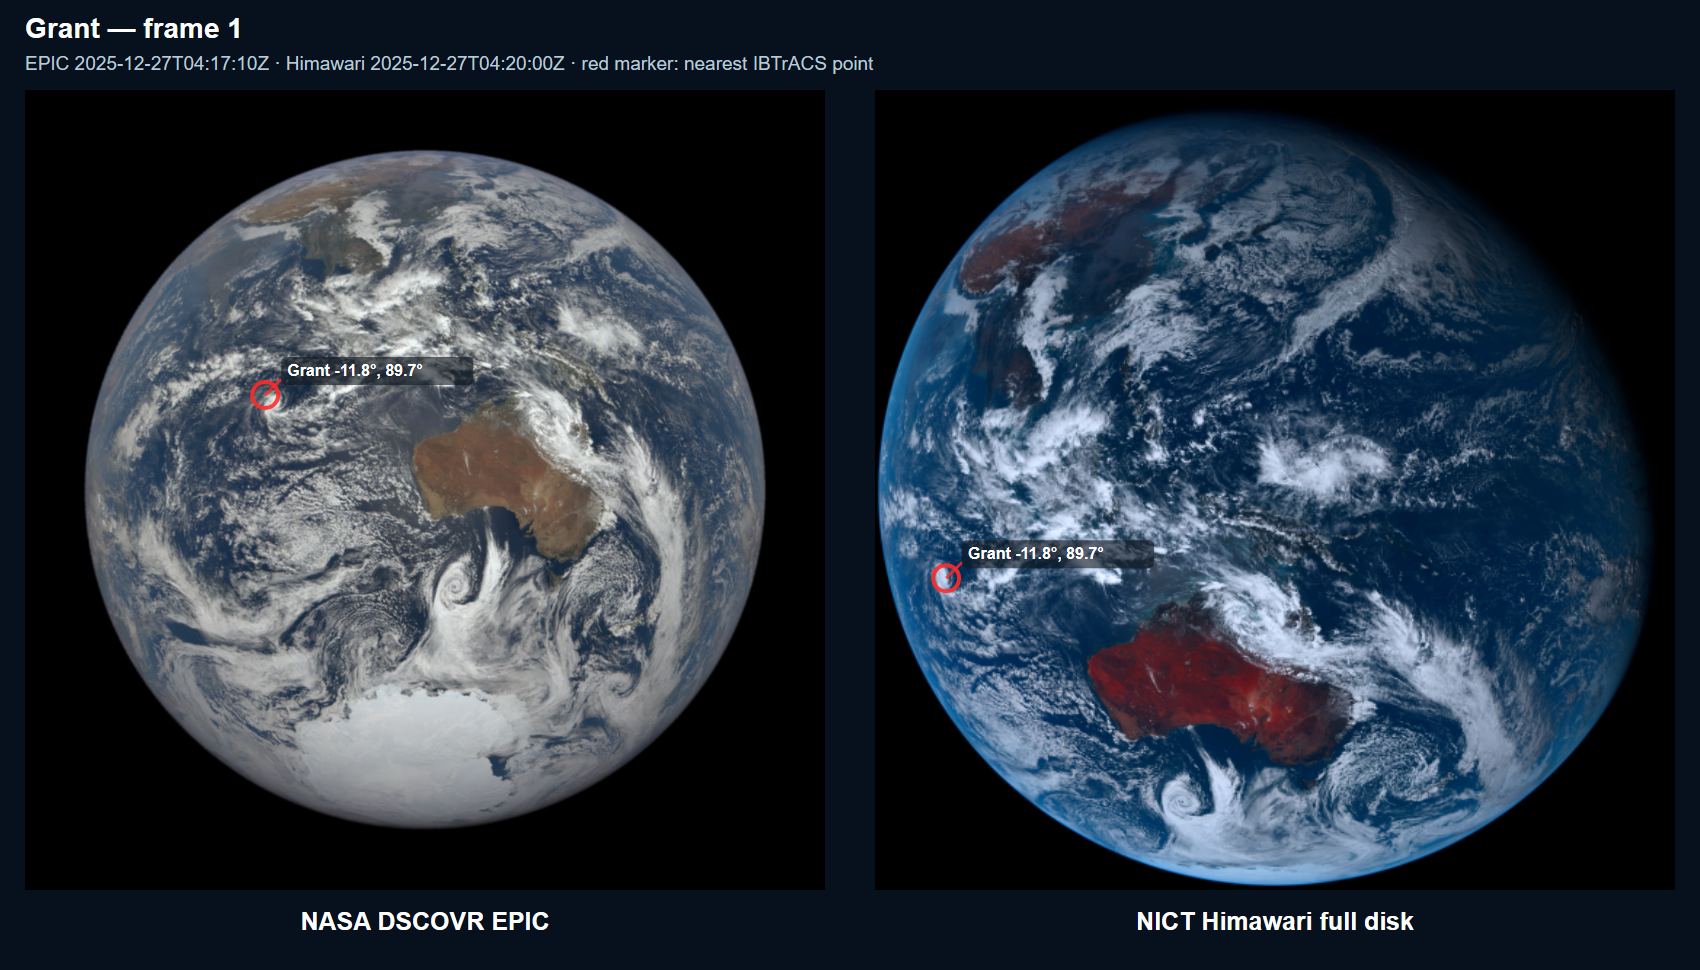 Grant — frame 1
EPIC 2025-12-27T04:17:10Z · Himawari 2025-12-27T04:20:00Z · red marker: nearest IBTrACS point
Grant -11.8°, 89.7°
Grant -11.8°, 89.7°
NASA DSCOVR EPIC
NICT Himawari full disk